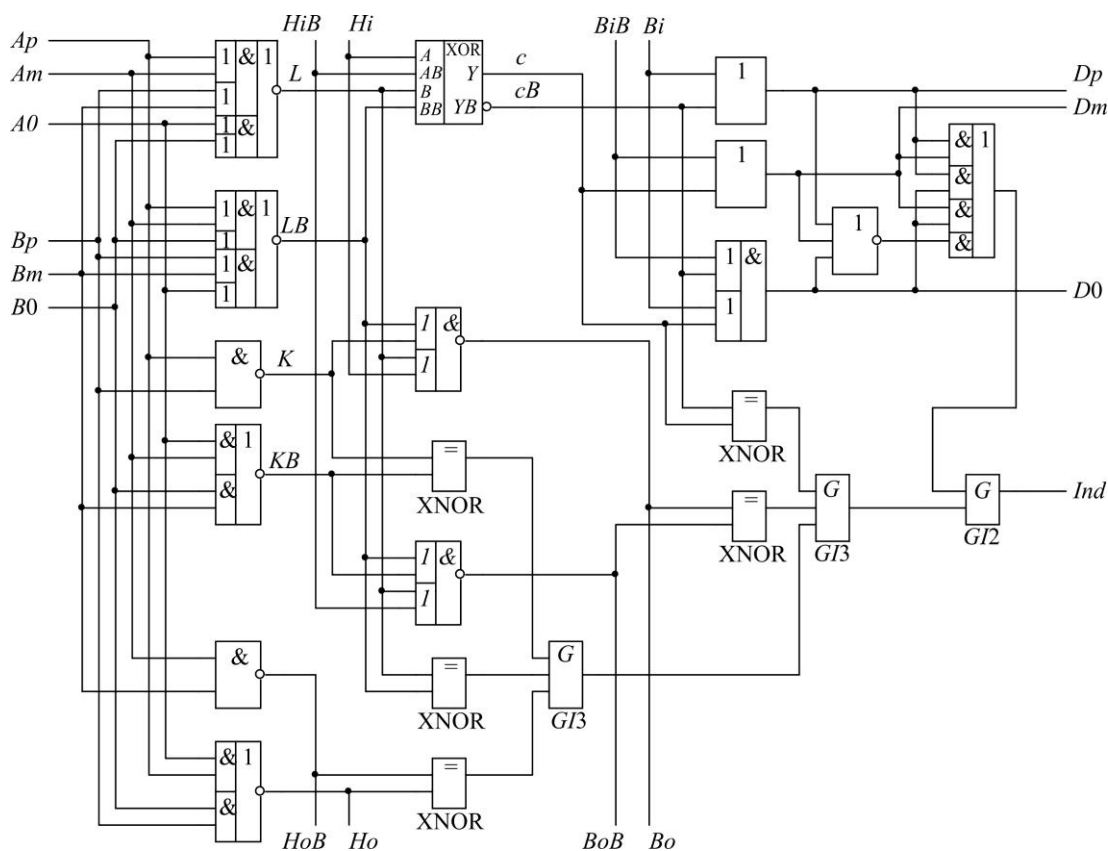 HiB Hi BiB Bi
Ap
Am
A0
Bp
Bm
B0
1 & 1
1
1 &
1
L
1 & 1
1
1 &
1
LB
&
K
& 1
&
KB
&
& 1
&
HoB Ho
A XOR
AB Y
B
BB YB
c
cB
1 &
1
=
XNOR
1 &
1
=
XNOR
=
XNOR
G
GI3
BoB Bo
1
1
1 &
1
1
& 1
&
&
&
=
XNOR
=
XNOR
G
GI3
G
GI2
Dp
Dm
D0
Ind